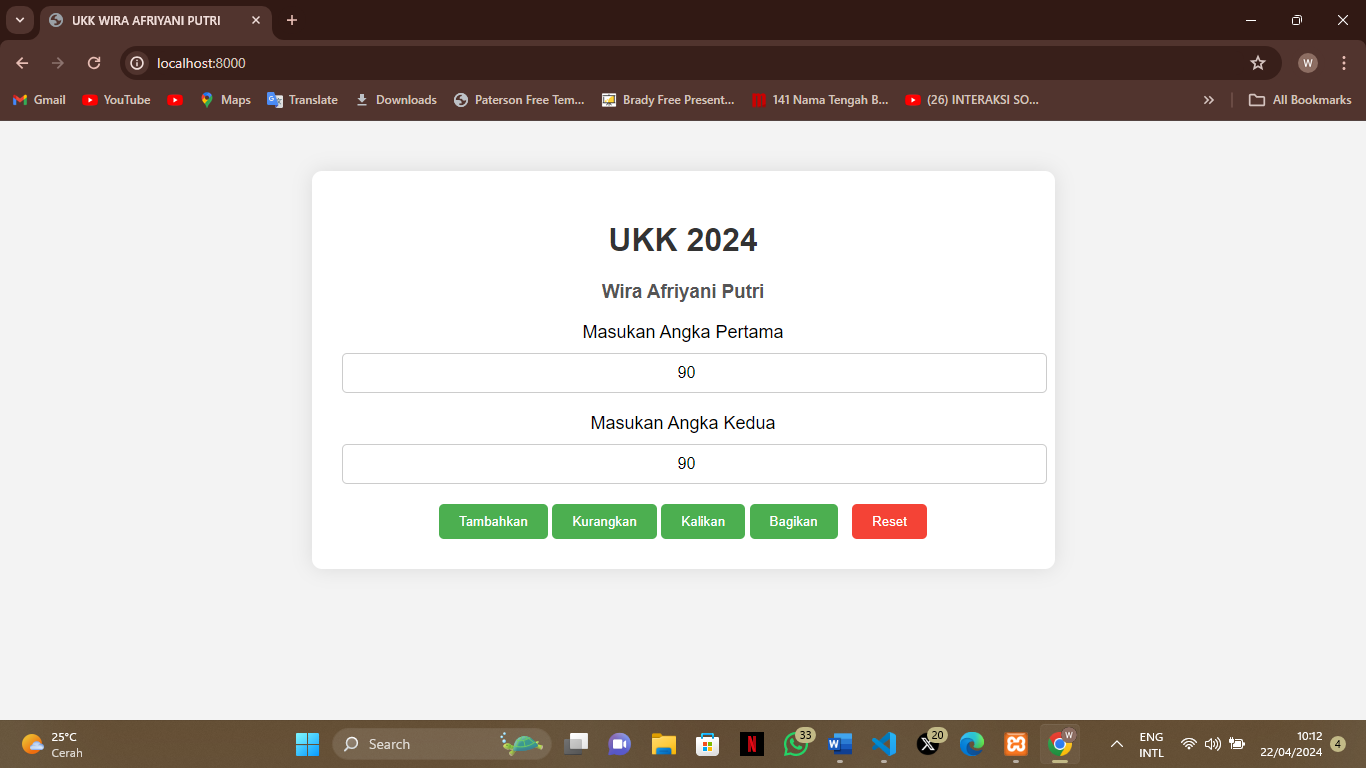 UKK WIRA AFRIYANI PUTRI
localhost:8000
W
Gmail YouTube Maps Translate Downloads Paterson Free Tem... Brady Free Present... 141 Nama Tengah B... (26) INTERAKSI SO... All Bookmarks
UKK 2024
Wira Afriyani Putri
Masukan Angka Pertama
90
Masukan Angka Kedua
90
Tambahkan Kurangkan Kalikan Bagikan Reset
25°C
Cerah
Search
33
20
W
ENG
INTL
10:12
22/04/2024
4